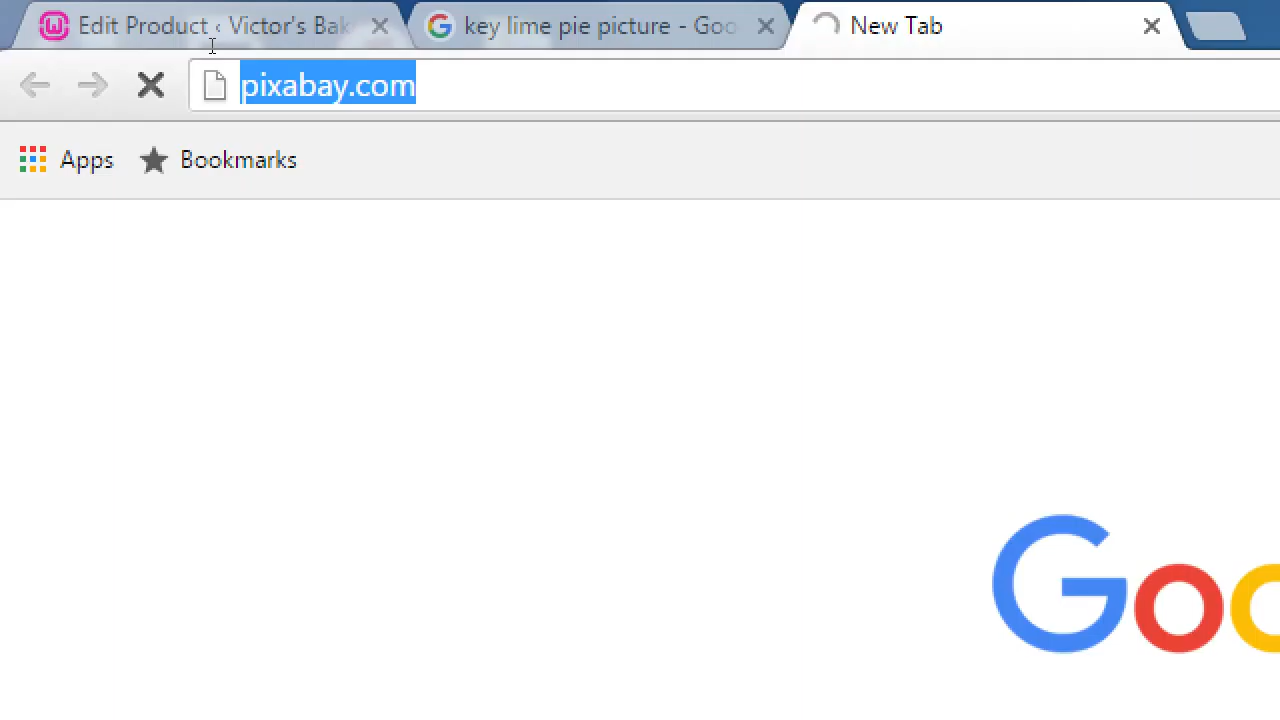 Edit Product ‹ Victor's Bak
key lime pie picture - Goo
New Tab
pixabay.com
Apps
Bookmarks
Goo